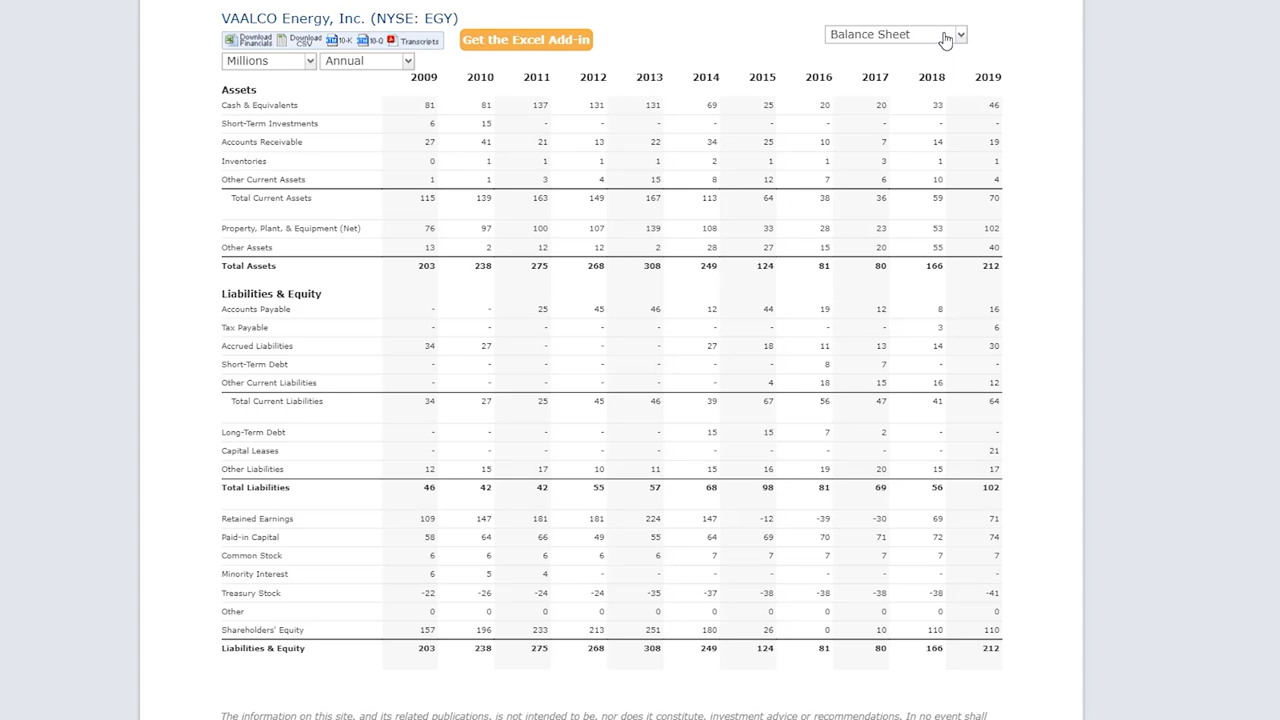 VAALCO Energy, Inc. (NYSE: EGY)
Download Financials Download CSV 10-K 10-Q Transcripts Get the Excel Add-in Balance Sheet
Millions Annual
2009 2010 2011 2012 2013 2014 2015 2016 2017 2018 2019
Assets
Cash & Equivalents 81 81 137 131 131 69 25 20 20 33 46
Short-Term Investments 6 15 - - - - - - - - -
Accounts Receivable 27 41 21 13 22 34 25 10 7 14 19
Inventories 0 1 1 1 1 2 1 1 3 1 1
Other Current Assets 1 1 3 4 15 8 12 7 6 10 4
Total Current Assets 115 139 163 149 167 113 64 38 36 59 70
Property, Plant, & Equipment (Net) 76 97 100 107 139 108 33 28 23 53 102
Other Assets 13 2 12 12 2 28 27 15 20 55 40
Total Assets 203 238 275 268 308 249 124 81 80 166 212
Liabilities & Equity
Accounts Payable - - 25 45 46 12 44 19 12 8 16
Tax Payable - - - - - - - - - 3 6
Accrued Liabilities 34 27 - - - 27 18 11 13 14 30
Short-Term Debt - - - - - - - 8 7 - -
Other Current Liabilities - - - - - - 4 18 15 16 12
Total Current Liabilities 34 27 25 45 46 39 67 56 47 41 64
Long-Term Debt - - - - - 15 15 7 2 - -
Capital Leases - - - - - - - - - - 21
Other Liabilities 12 15 17 10 11 15 16 19 20 15 17
Total Liabilities 46 42 42 55 57 68 98 81 69 56 102
Retained Earnings 109 147 181 181 224 147 -12 -39 -30 69 71
Paid-in Capital 58 64 66 49 55 64 69 70 71 72 74
Common Stock 6 6 6 6 6 7 7 7 7 7 7
Minority Interest 6 5 4 - - - - - - - -
Treasury Stock -22 -26 -24 -24 -35 -37 -38 -38 -38 -38 -41
Other 0 0 0 0 0 0 0 0 0 0 0
Shareholders' Equity 157 196 233 213 251 180 26 0 10 110 110
Liabilities & Equity 203 238 275 268 308 249 124 81 80 166 212
The information on this site, and its related publications, is not intended to be, nor does it constitute, investment advice or recommendations. In no event shall